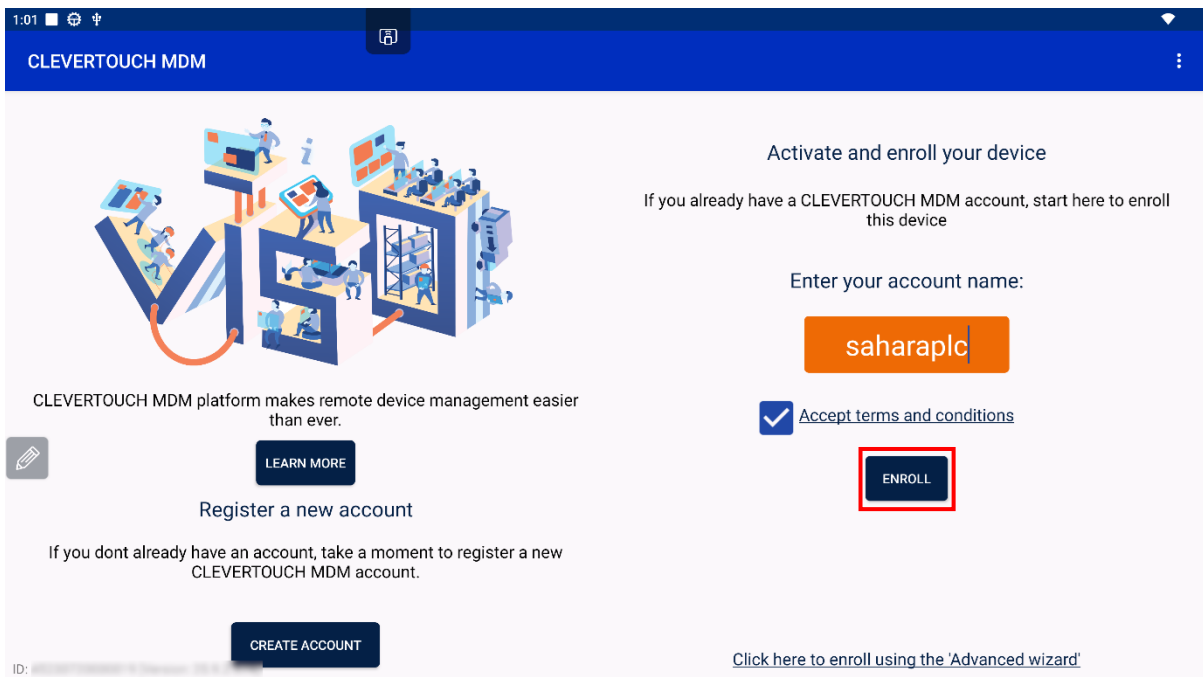 1:01
CLEVERTOUCH MDM
VISO
CLEVERTOUCH MDM platform makes remote device management easier
than ever.
LEARN MORE
Register a new account
If you dont already have an account, take a moment to register a new
CLEVERTOUCH MDM account.
CREATE ACCOUNT
ID:
Activate and enroll your device
If you already have a CLEVERTOUCH MDM account, start here to enroll
this device
Enter your account name:
saharaplc
Accept terms and conditions
ENROLL
Click here to enroll using the 'Advanced wizard'